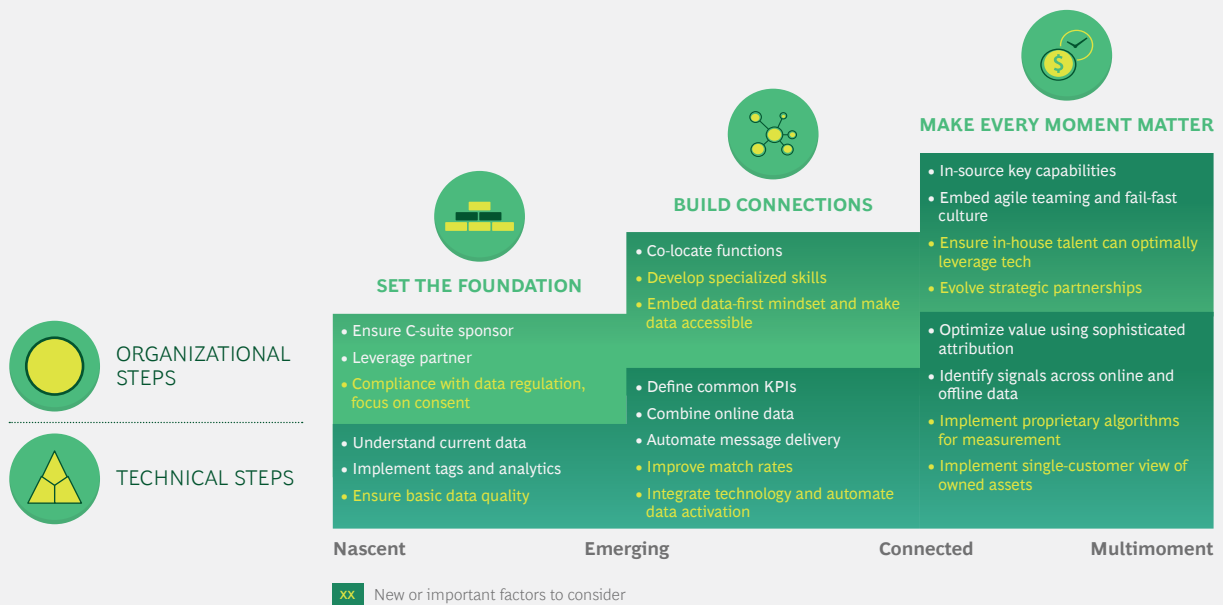 MAKE EVERY MOMENT MATTER
• In-source key capabilities
• Embed agile teaming and fail-fast
culture
• Ensure in-house talent can optimally
leverage tech
• Evolve strategic partnerships
• Optimize value using sophisticated
attribution
• Identify signals across online and
offline data
• Implement proprietary algorithms
for measurement
• Implement single-customer view of
owned assets
BUILD CONNECTIONS
• Co-locate functions
• Develop specialized skills
• Embed data-first mindset and make
data accessible
• Define common KPIs
• Combine online data
• Automate message delivery
• Improve match rates
• Integrate technology and automate
data activation
SET THE FOUNDATION
• Ensure C-suite sponsor
• Leverage partner
• Compliance with data regulation,
focus on consent
• Understand current data
• Implement tags and analytics
• Ensure basic data quality
ORGANIZATIONAL
STEPS
TECHNICAL STEPS
Nascent
Emerging
Connected
Multimoment
XX New or important factors to consider
$